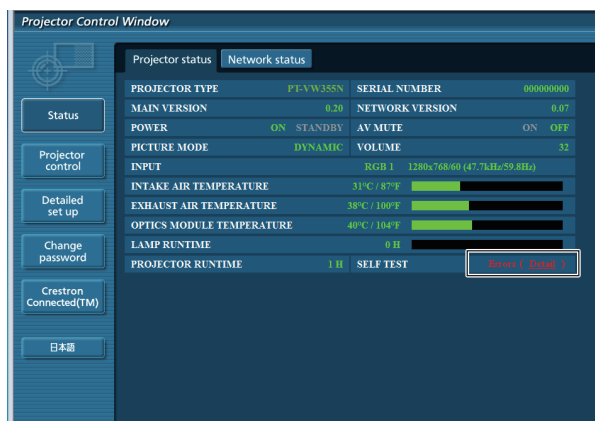 Projector Control Window
Projector status Network status
PROJECTOR TYPE PT-VW355N SERIAL NUMBER 000000000
MAIN VERSION 0.20 NETWORK VERSION 0.07
POWER ON STANDBY AV MUTE ON OFF
PICTURE MODE DYNAMIC VOLUME 32
INPUT RGB 1 1280x768/60 (47.7kHz/59.8Hz)
INTAKE AIR TEMPERATURE 31°C / 87°F
EXHAUST AIR TEMPERATURE 38°C / 100°F
OPTICS MODULE TEMPERATURE 40°C / 104°F
LAMP RUNTIME 0 H
PROJECTOR RUNTIME 1 H SELF TEST Errors ( Detail )
Status
Projector
control
Detailed
set up
Change
password
Crestron
Connected(TM)
日本語